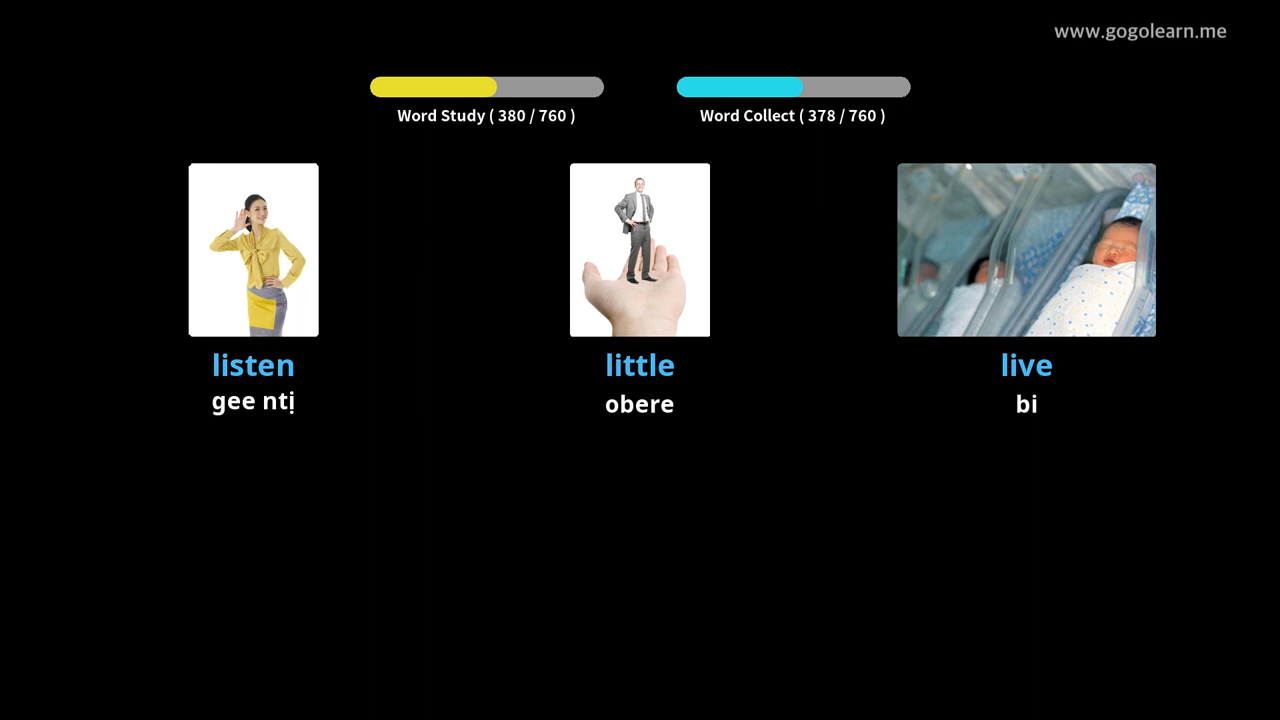 www.gogolearn.me
Word Study ( 380 / 760 )
Word Collect ( 378 / 760 )
listen
gee ntị
little
obere
live
bi